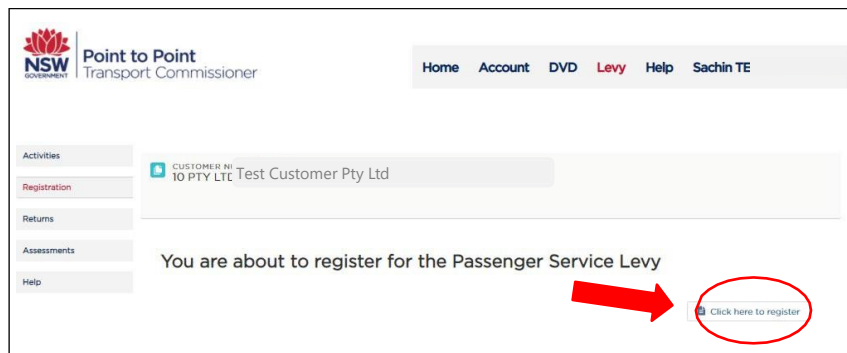 NSW
GOVERNMENT
Point to Point
Transport Commissioner
Home Account DVD Levy Help Sachin TE
Activities
Registration
Returns
Assessments
Help
CUSTOMER
10 PTY LTD
Test Customer Pty Ltd
You are about to register for the Passenger Service Levy
Click here to register